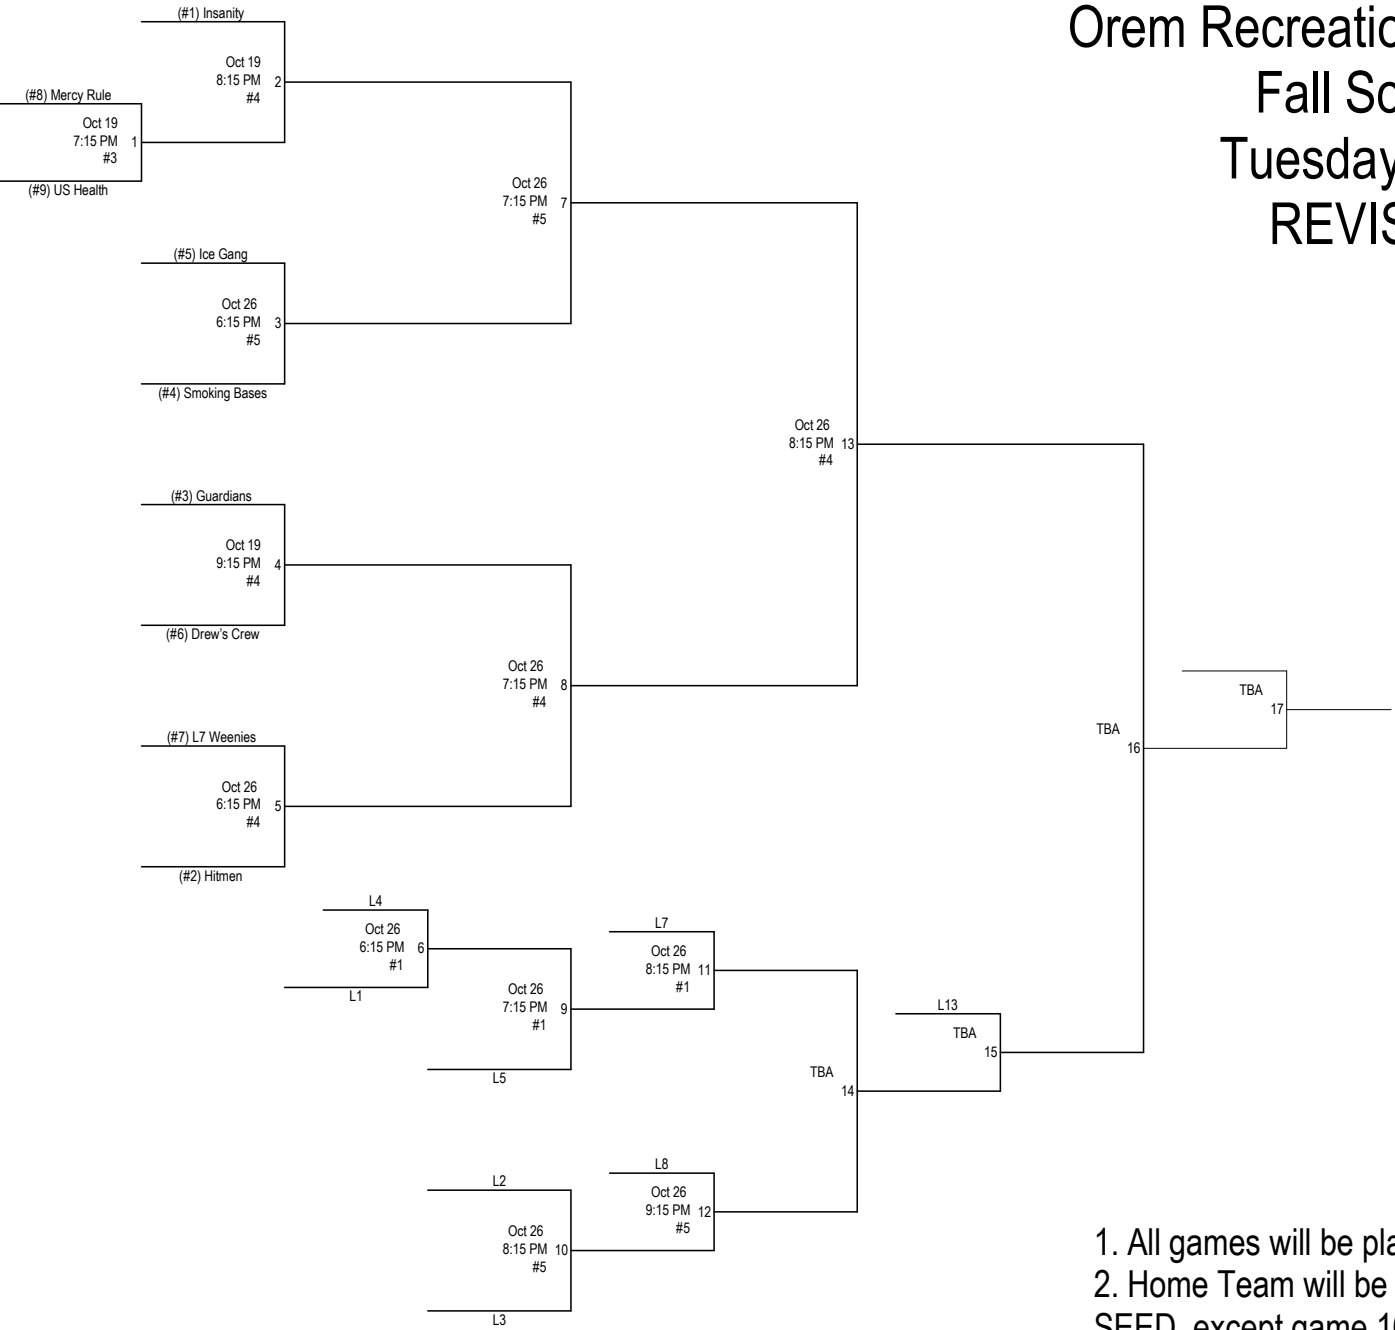 Orem Recreatio
Fall So
Tuesday
REVIS
(#1) Insanity
Oct 19
8:15 PM 2
#4
(#8) Mercy Rule
Oct 19
7:15 PM 1
#3
(#9) US Health
Oct 26
7:15 PM 7
#5
(#5) Ice Gang
Oct 26
6:15 PM 3
#5
(#4) Smoking Bases
Oct 26
8:15 PM 13
#4
(#3) Guardians
Oct 19
9:15 PM 4
#4
(#6) Drew's Crew
Oct 26
7:15 PM 8
#4
TBA
17
TBA
16
(#7) L7 Weenies
Oct 26
6:15 PM 5
#4
(#2) Hitmen
L4
Oct 26
6:15 PM 6
#1
L1
L7
Oct 26
8:15 PM 11
#1
Oct 26
7:15 PM 9
#1
L5
L13
TBA
15
TBA
14
L2
Oct 26
8:15 PM 10
#5
L3
L8
Oct 26
9:15 PM 12
#5
1. All games will be pla
2. Home Team will be
SEED, except game 16